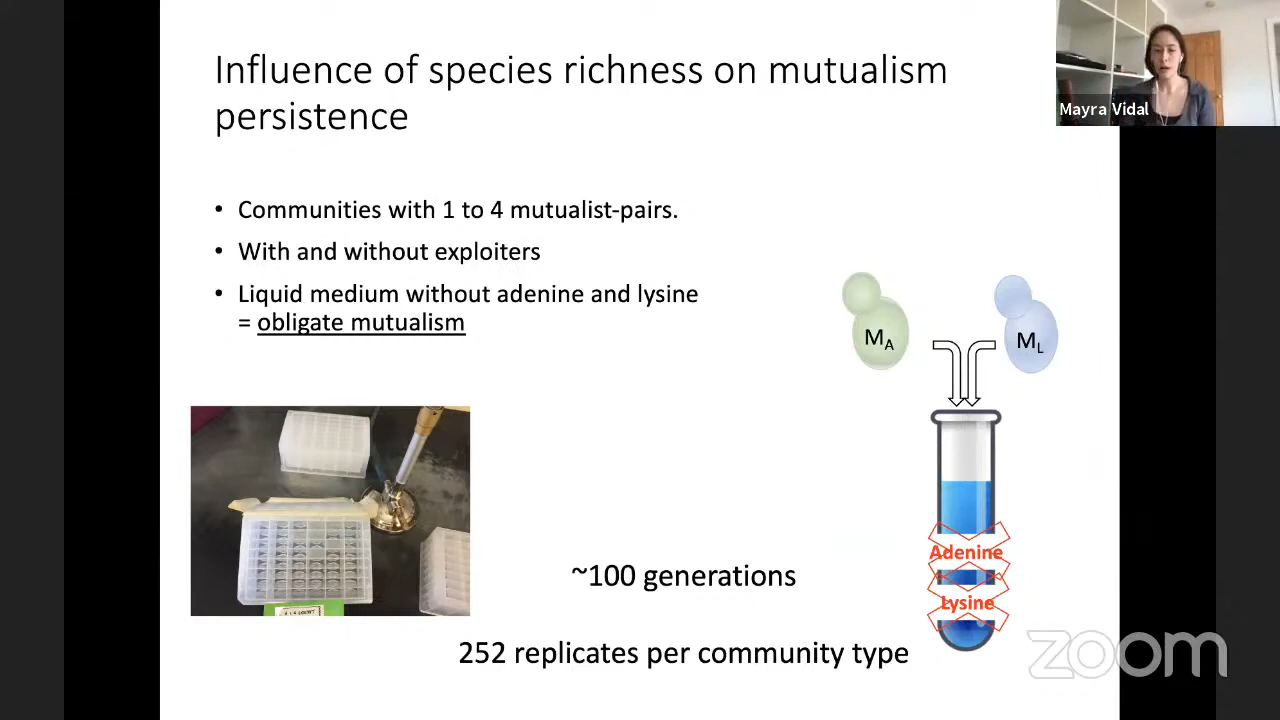 Influence of species richness on mutualism
persistence
Mayra Vidal
• Communities with 1 to 4 mutualist-pairs.
• With and without exploiters
• Liquid medium without adenine and lysine
= obligate mutualism
MA
ML
Adenine
Lysine
~100 generations
252 replicates per community type
zoom